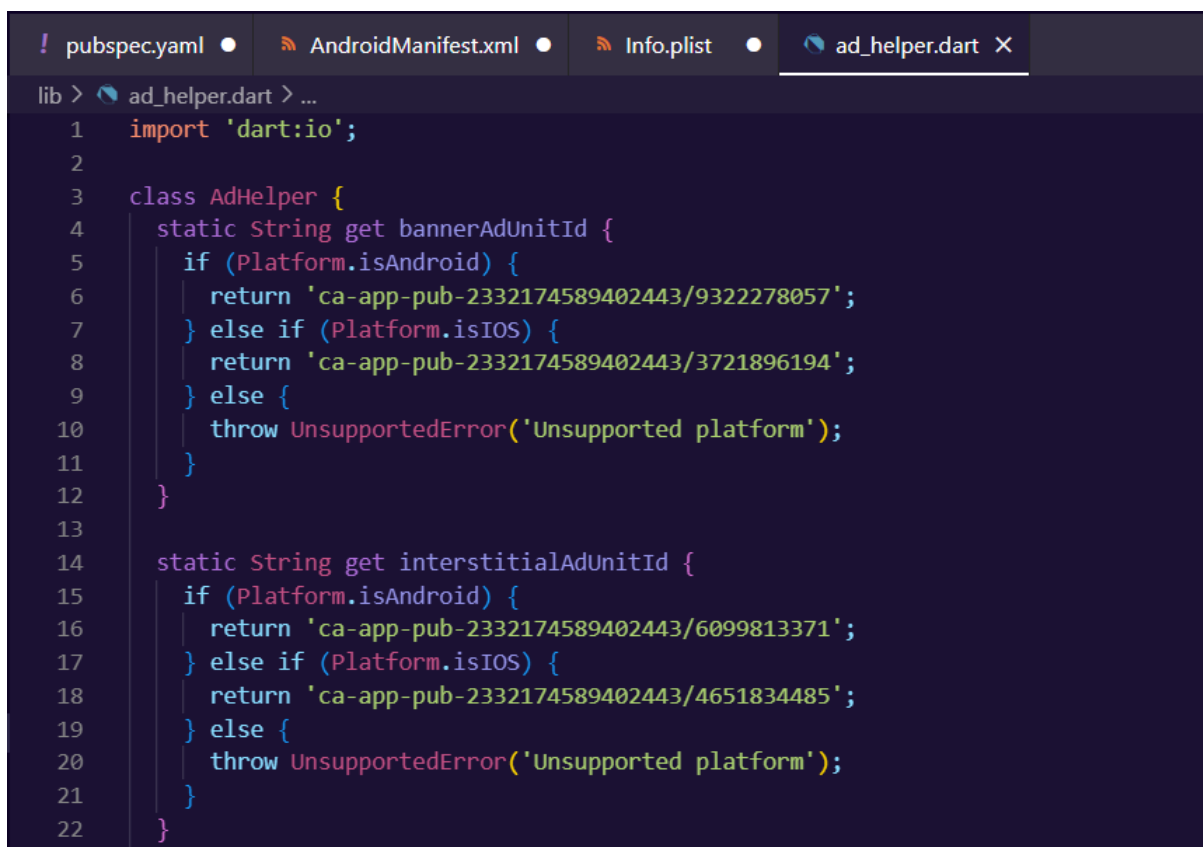 ! pubspec.yaml ● AndroidManifest.xml ● Info.plist ● ad_helper.dart ×
lib > ad_helper.dart > ...
1 import 'dart:io';
2
3 class AdHelper {
4   static String get bannerAdUnitId {
5     if (Platform.isAndroid) {
6       return 'ca-app-pub-2332174589402443/9322278057';
7     } else if (Platform.isIOS) {
8       return 'ca-app-pub-2332174589402443/3721896194';
9     } else {
10       throw UnsupportedError('Unsupported platform');
11     }
12   }
13
14   static String get interstitialAdUnitId {
15     if (Platform.isAndroid) {
16       return 'ca-app-pub-2332174589402443/6099813371';
17     } else if (Platform.isIOS) {
18       return 'ca-app-pub-2332174589402443/4651834485';
19     } else {
20       throw UnsupportedError('Unsupported platform');
21     }
22   }